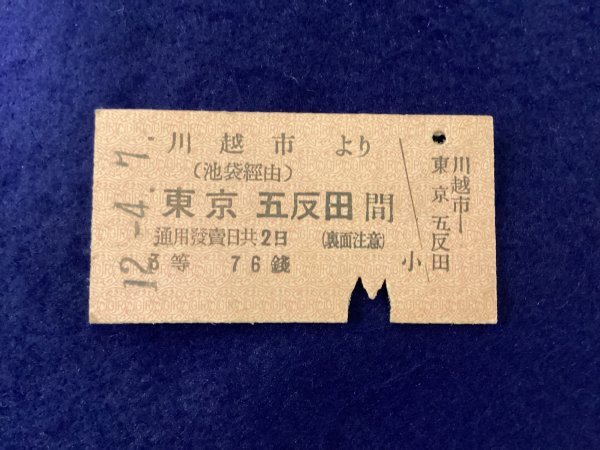 川越市より
(池袋經由)
東京 五反田 間
通用發賣日共2日 (裏面注意)
3等 76錢
小
12.-4.-7
川越市―
東京 五反田